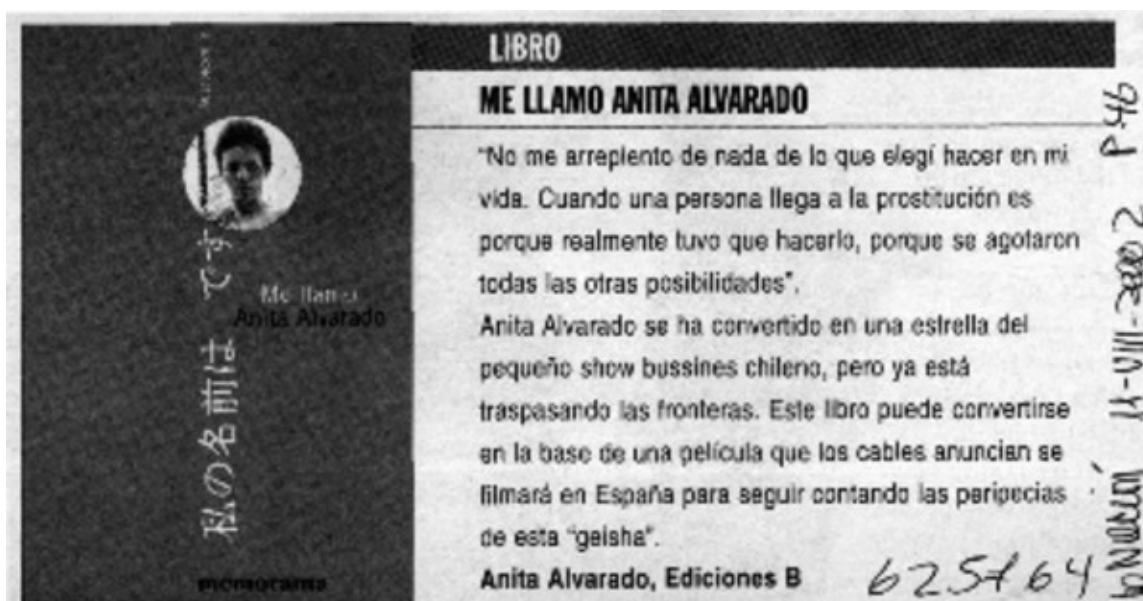 LIBRO
ME LLAMO ANITA ALVARADO
"No me arrepiento de nada de lo que elegí hacer en mi
vida. Cuando una persona llega a la prostitución es
porque realmente tuvo que hacerlo, porque se agotaron
todas las otras posibilidades".
Anita Alvarado se ha convertido en una estrella del
pequeño show bussines chileno, pero ya está
traspasando las fronteras. Este libro puede convertirse
en la base de una película que los cables anuncian se
filmará en España para seguir contando las peripecias
de esta "geisha".
Anita Alvarado, Ediciones B
私の名前は です
Me llamo
Anita Alvarado
memorama
625764
14-VIII-2002 P.46